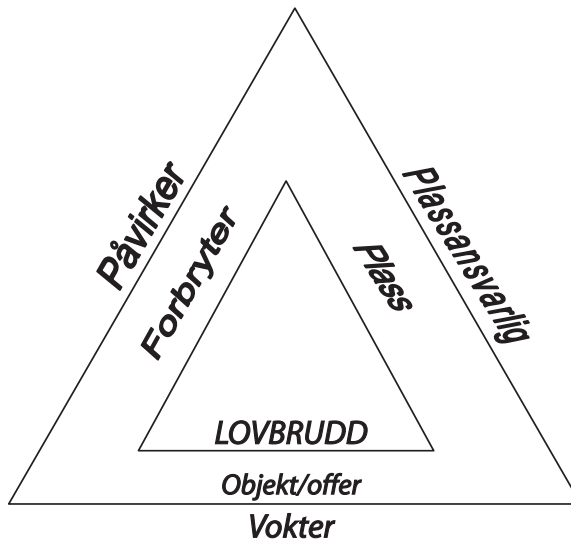 Påvirker
Plassansvarlig
Forbryter
Plass
LOVBRUDD
Objekt/offer
Vokter